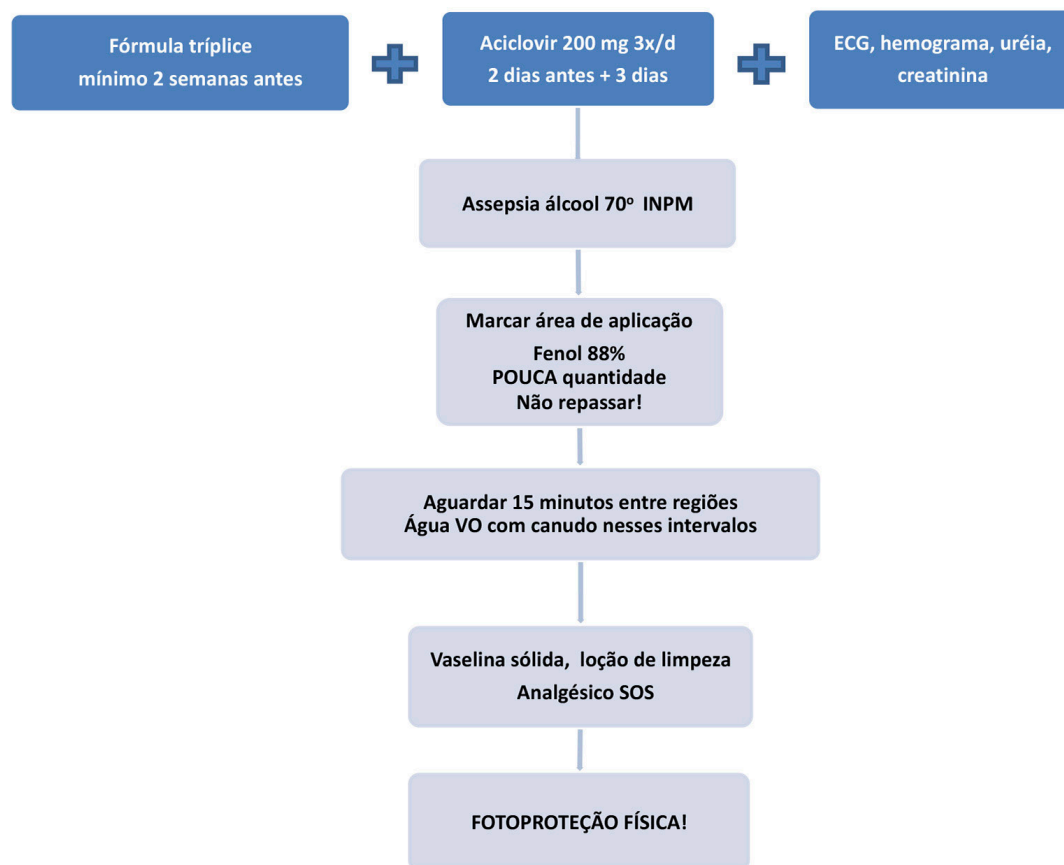 Fórmula tríplice
mínimo 2 semanas antes
Aciclovir 200 mg 3x/d
2 dias antes + 3 dias
ECG, hemograma, uréia,
creatinina
Assepsia álcool 70º INPM
Marcar área de aplicação
Fenol 88%
POUCA quantidade
Não repassar!
Aguardar 15 minutos entre regiões
Água VO com canudo nesses intervalos
Vaselina sólida, loção de limpeza
Analgésico SOS
FOTOPROTEÇÃO FÍSICA!